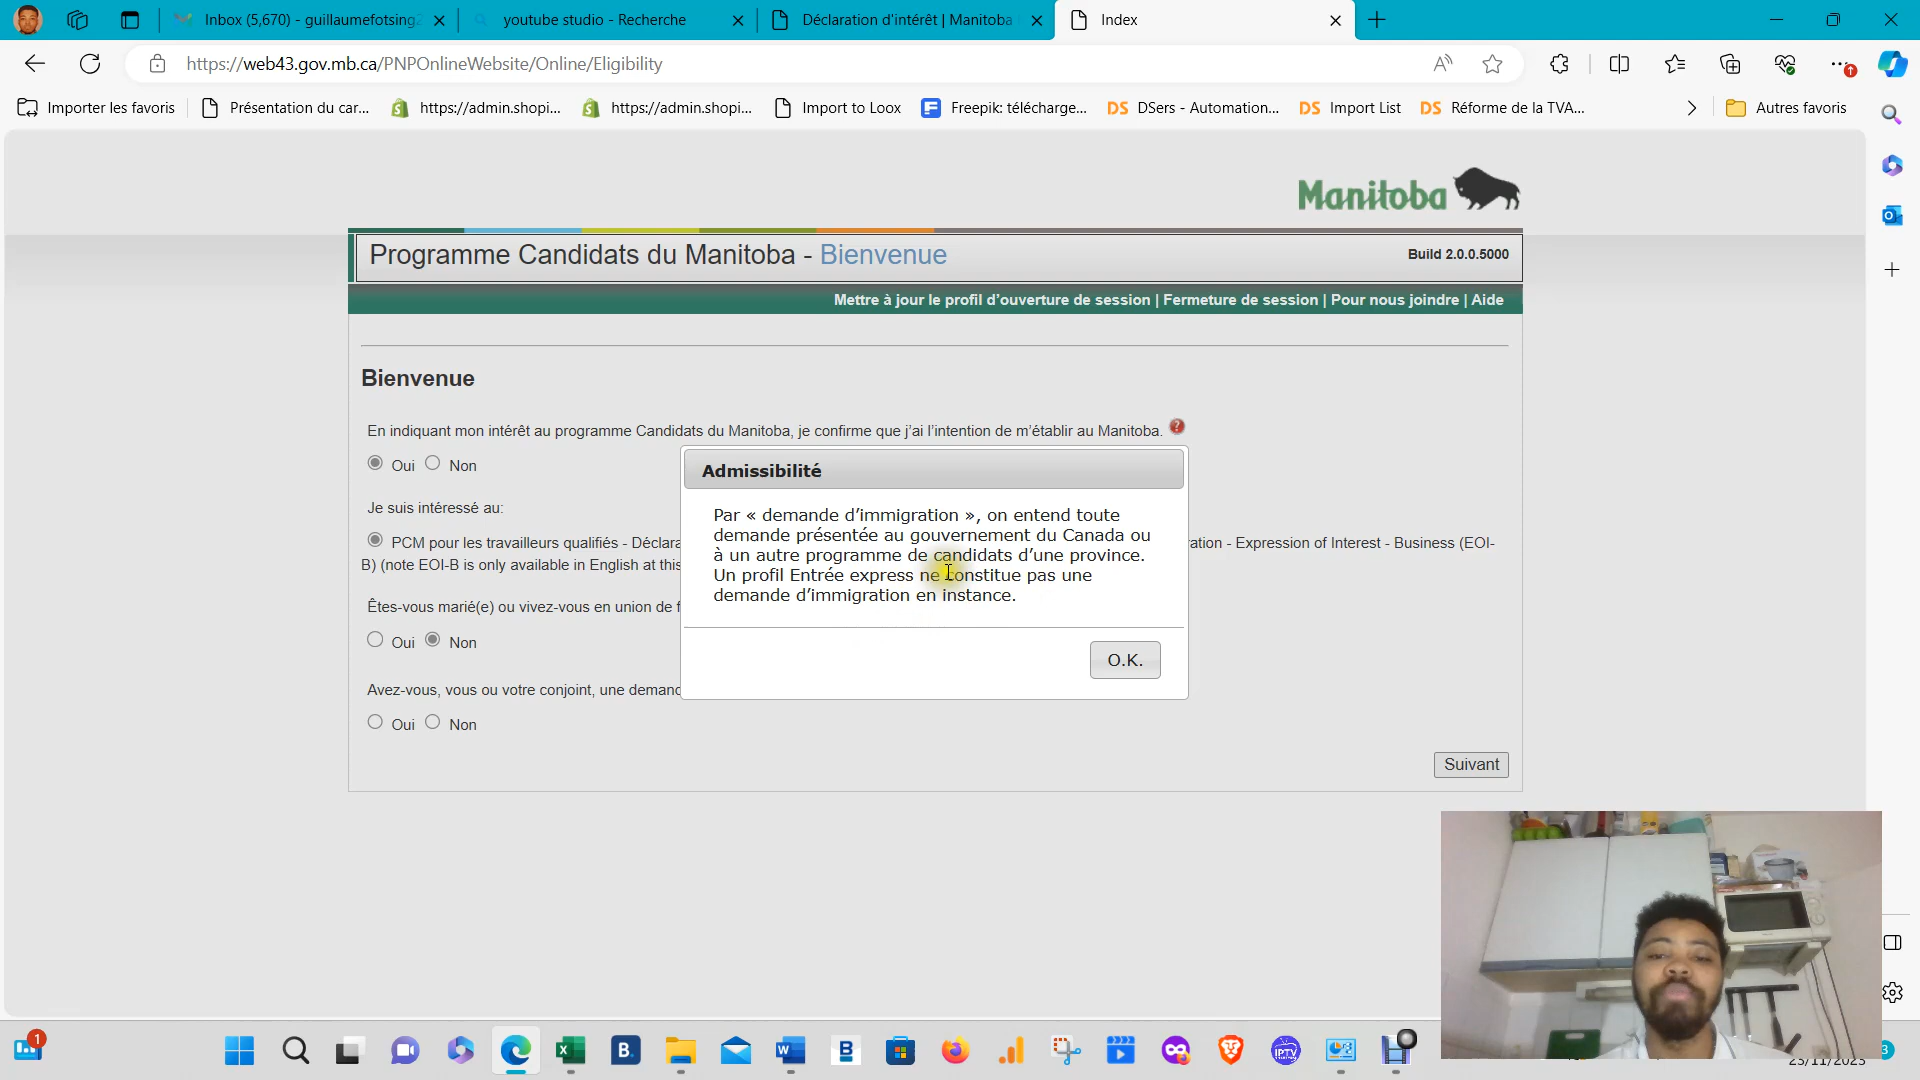 Inbox (5,670) - guillaumefotsing2
youtube studio - Recherche
Déclaration d'intérêt | Manitoba
Index
https://web43.gov.mb.ca/PNPOnlineWebsite/Online/Eligibility
Importer les favoris
Présentation du car...
https://admin.shopi...
https://admin.shopi...
Import to Loox
Freepik: télécharge...
DSers - Automation...
Import List
Réforme de la TVA...
Autres favoris
Manitoba
Programme Candidats du Manitoba - Bienvenue
Build 2.0.0.5000
Mettre à jour le profil d'ouverture de session | Fermeture de session | Pour nous joindre | Aide
Bienvenue
En indiquant mon intérêt au programme Candidats du Manitoba, je confirme que j'ai l'intention de m'établir au Manitoba.
Oui Non
Je suis intéressé au:
PCM pour les travailleurs qualifiés - Déclara
ation - Expression of Interest - Business (EOI-
B) (note EOI-B is only available in English at this
Êtes-vous marié(e) ou vivez-vous en union de f
Oui Non
Avez-vous, vous ou votre conjoint, une demand
Oui Non
Suivant
Admissibilité
Par « demande d'immigration », on entend toute
demande présentée au gouvernement du Canada ou
à un autre programme de candidats d'une province.
Un profil Entrée express ne constitue pas une
demande d'immigration en instance.
O.K.
1
IPTV
23/11/2023
3